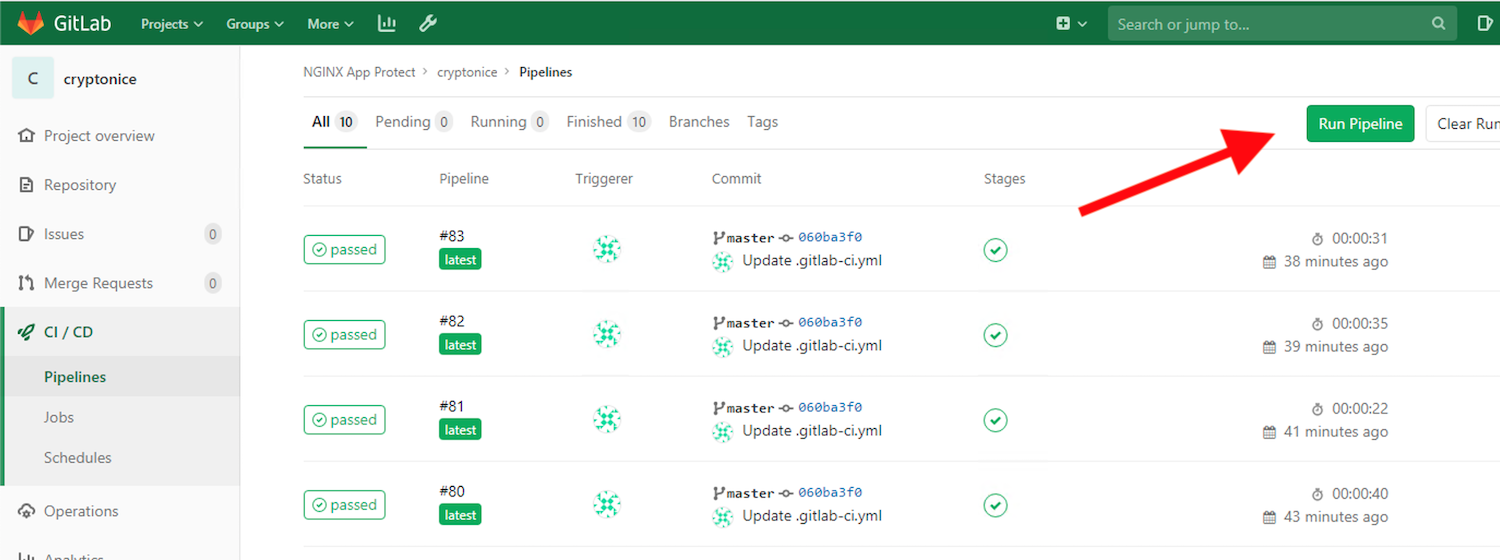 GitLab Projects Groups More Search or jump to...
C cryptonice
Project overview
Repository
Issues 0
Merge Requests 0
CI / CD
Pipelines
Jobs
Schedules
Operations
Analytics
NGINX App Protect > cryptonice > Pipelines
All 10 Pending 0 Running 0 Finished 10 Branches Tags Run Pipeline Clear Run
Status Pipeline Triggerer Commit Stages
passed #83 latest master 060ba3f0 00:00:31
Update .gitlab-ci.yml 38 minutes ago
passed #82 latest master 060ba3f0 00:00:35
Update .gitlab-ci.yml 39 minutes ago
passed #81 latest master 060ba3f0 00:00:22
Update .gitlab-ci.yml 41 minutes ago
passed #80 latest master 060ba3f0 00:00:40
Update .gitlab-ci.yml 43 minutes ago